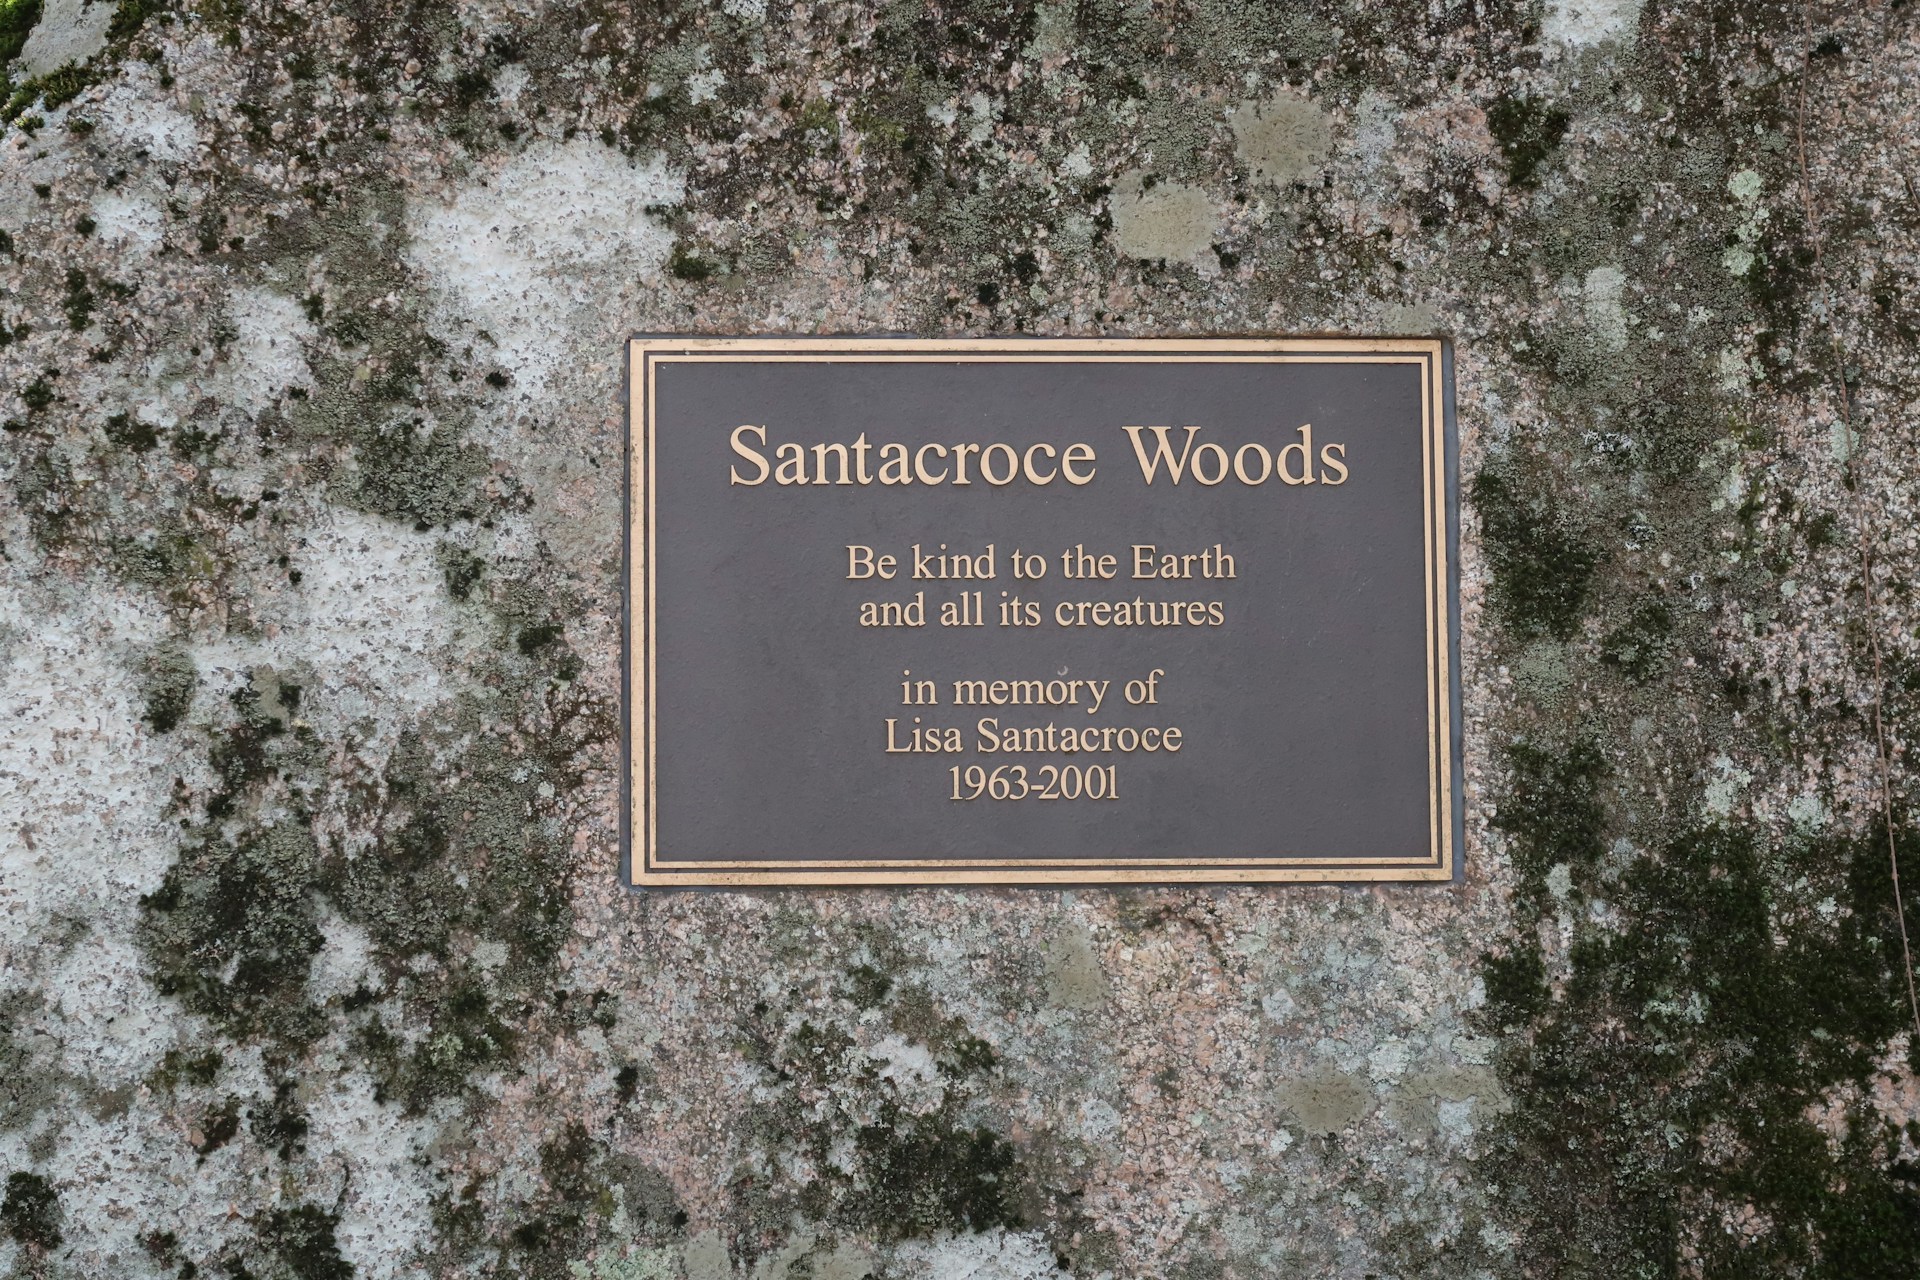 Santacroce Woods
Be kind to the Earth
and all its creatures
in memory of
Lisa Santacroce
1963-2001